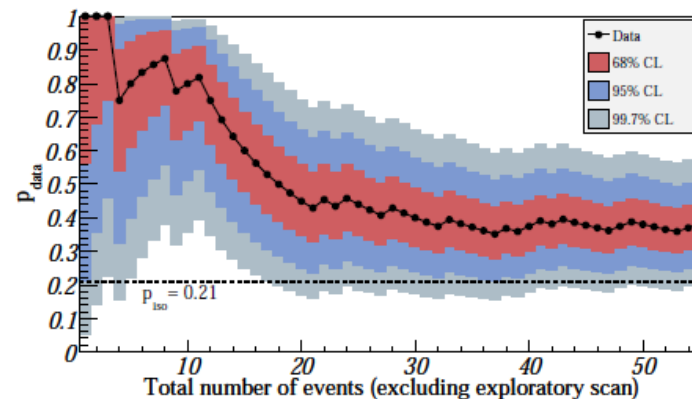 1
0.9
0.8
0.7
0.6
0.5
0.4
0.3
0.2
0.1
0
p_data
Data
68% CL
95% CL
99.7% CL
p_iso = 0.21
10 20 30 40 50
Total number of events (excluding exploratory scan)